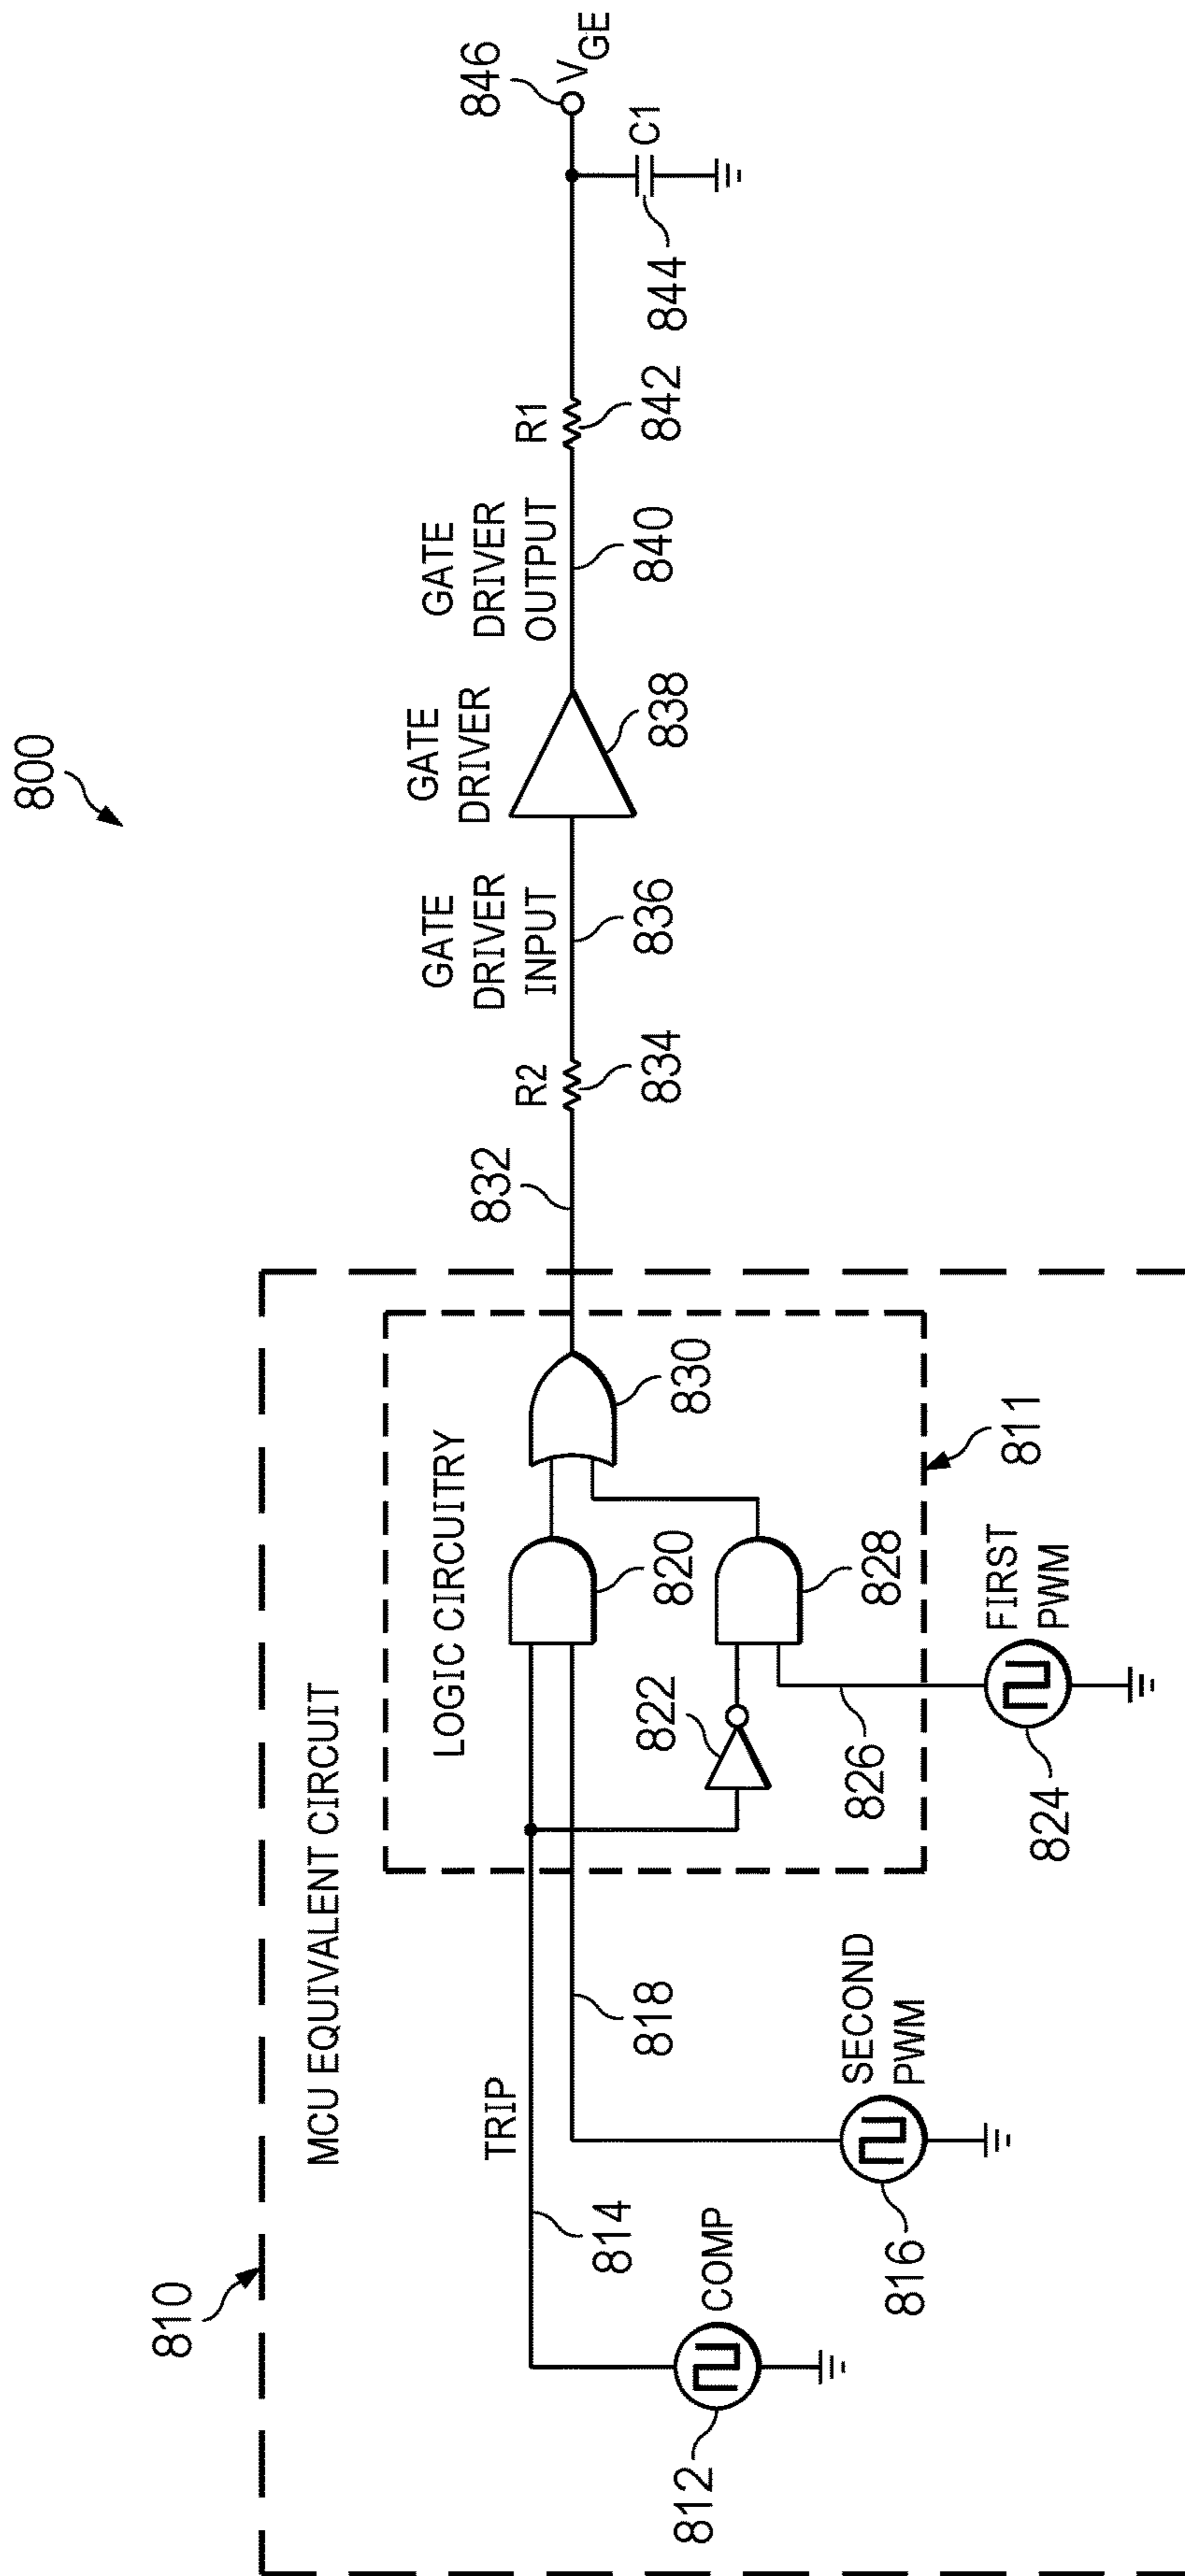 800
810
MCU EQUIVALENT CIRCUIT
LOGIC CIRCUITRY
811
812
COMP
TRIP
814
816
SECOND
PWM
818
820
822
824
FIRST
PWM
826
828
830
832
R2
834
GATE
DRIVER
INPUT
836
GATE
DRIVER
838
GATE
DRIVER
OUTPUT
840
R1
842
844
C1
846
VGE